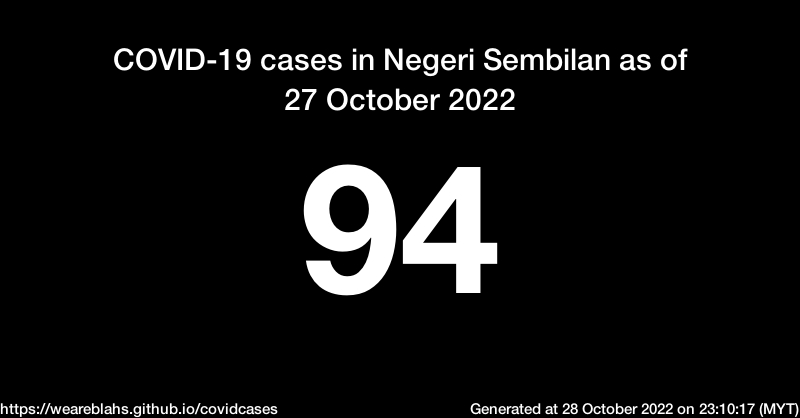 COVID-19 cases in Negeri Sembilan as of
27 October 2022
94
https://weareblahs.github.io/covidcases
Generated at 28 October 2022 on 23:10:17 (MYT)